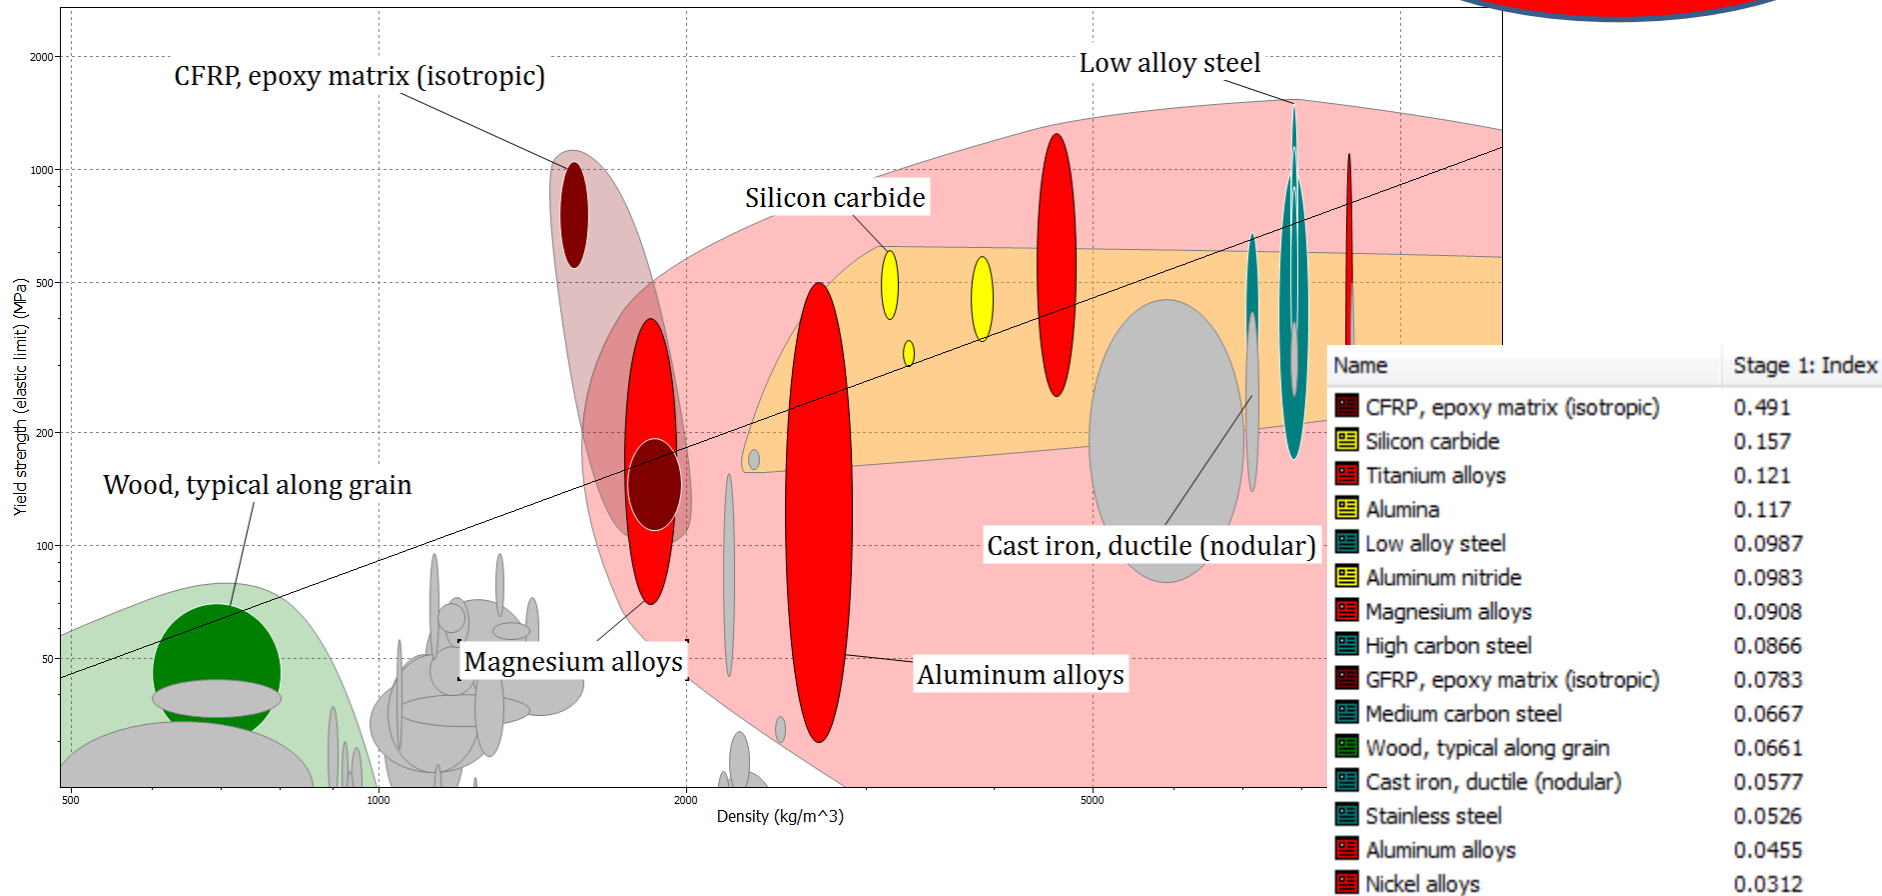 2000
CFRP, epoxy matrix (isotropic)
Low alloy steel
1000
Silicon carbide
500
Yield strength (elastic limit) (MPa)
200
Wood, typical along grain
100
Cast iron, ductile (nodular)
50
Magnesium alloys
Aluminum alloys
500 1000 2000 5000
Density (kg/m^3)
Name Stage 1: Index
CFRP, epoxy matrix (isotropic) 0.491
Silicon carbide 0.157
Titanium alloys 0.121
Alumina 0.117
Low alloy steel 0.0987
Aluminum nitride 0.0983
Magnesium alloys 0.0908
High carbon steel 0.0866
GFRP, epoxy matrix (isotropic) 0.0783
Medium carbon steel 0.0667
Wood, typical along grain 0.0661
Cast iron, ductile (nodular) 0.0577
Stainless steel 0.0526
Aluminum alloys 0.0455
Nickel alloys 0.0312